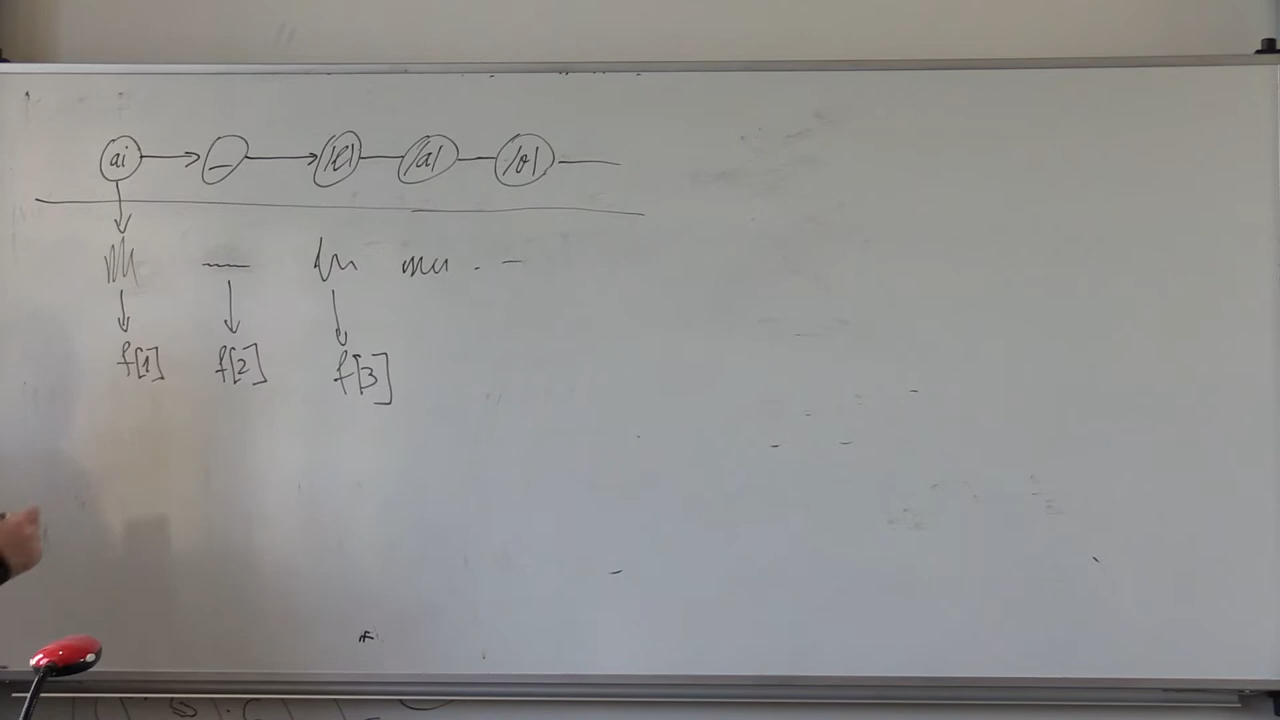 ai _ /e/ /a/ /o/
f[1] f[2] f[3]